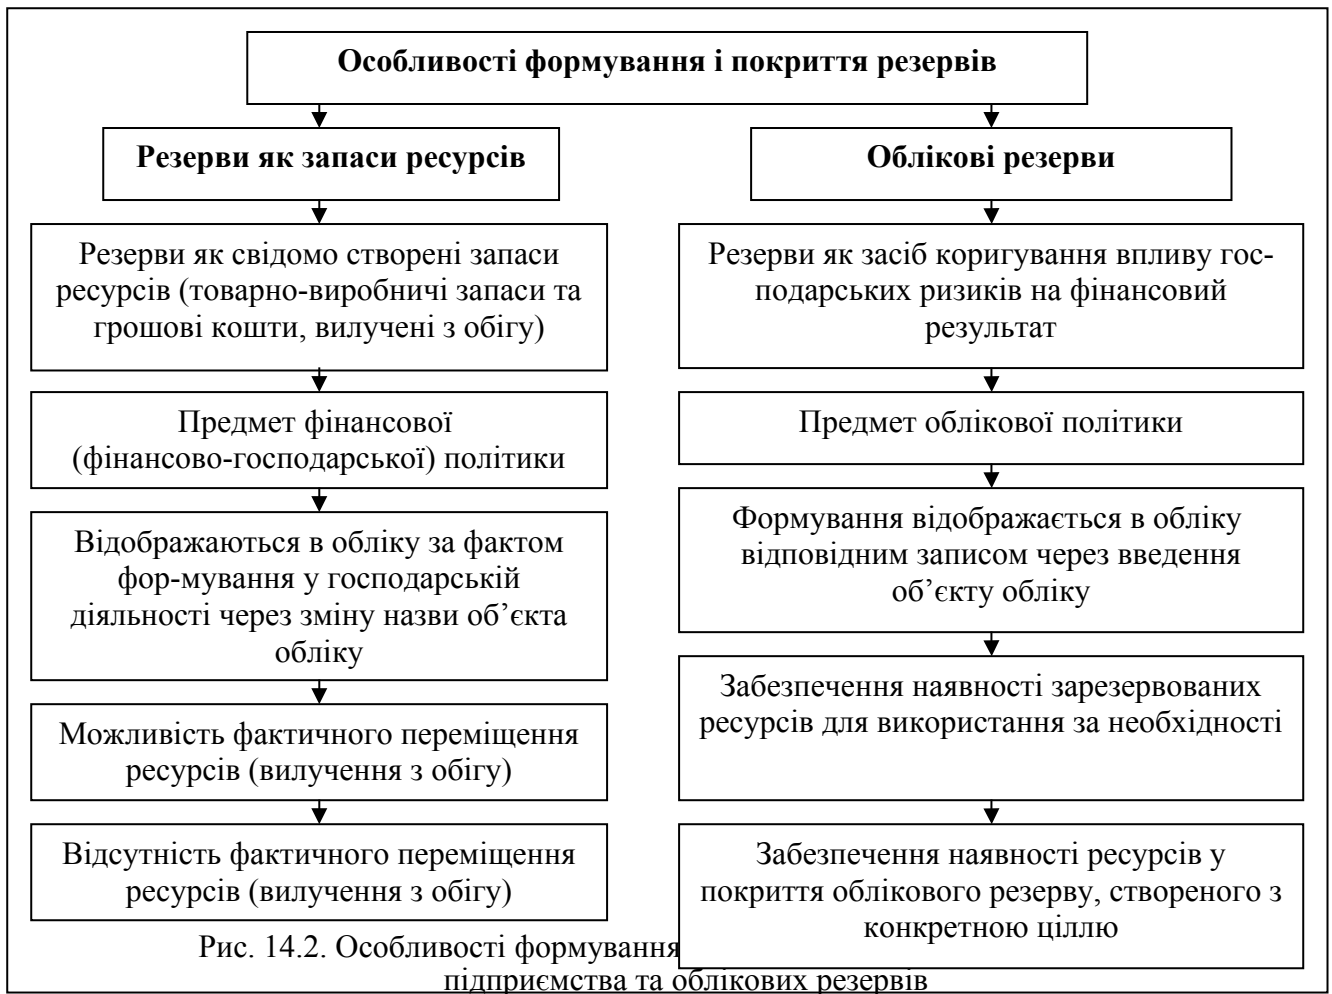 Особливості формування і покриття резервів
Резерви як запаси ресурсів
Облікові резерви
Резерви як свідомо створені запаси
ресурсів (товарно-виробничі запаси та
грошові кошти, вилучені з обігу)
Резерви як засіб коригування впливу гос-
подарських ризиків на фінансовий
результат
Предмет фінансової
(фінансово-господарської) політики
Предмет облікової політики
Відображаються в обліку за фактом
фор-мування у господарській
діяльності через зміну назви об’єкта
обліку
Формування відображається в обліку
відповідним записом через введення
об’єкту обліку
Можливість фактичного переміщення
ресурсів (вилучення з обігу)
Забезпечення наявності зарезервованих
ресурсів для використання за необхідності
Відсутність фактичного переміщення
ресурсів (вилучення з обігу)
Забезпечення наявності ресурсів у
покриття облікового резерву, створеного з
конкретною ціллю
Рис. 14.2. Особливості формування
підприємства та облікових резервів